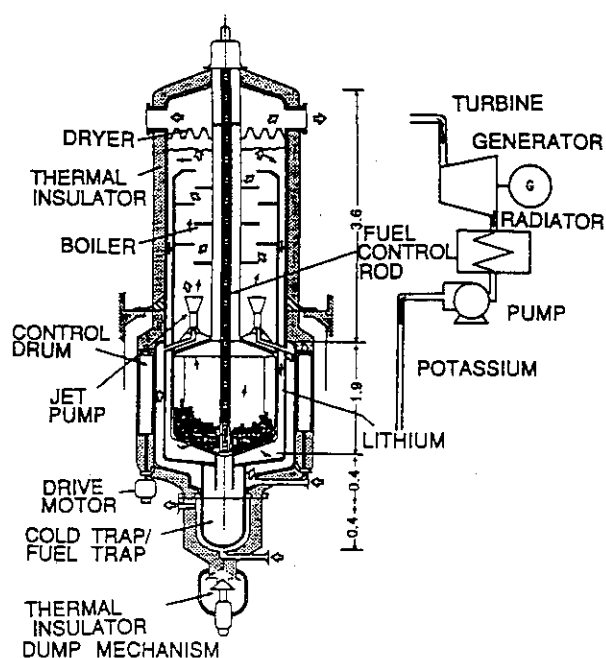 TURBINE
GENERATOR
G
RADIATOR
PUMP
POTASSIUM
DRYER
THERMAL
INSULATOR
BOILER
FUEL
CONTROL
ROD
3.6
CONTROL
DRUM
JET
PUMP
1.9
LITHIUM
0.4
0.4
DRIVE
MOTOR
COLD TRAP/
FUEL TRAP
THERMAL
INSULATOR
DUMP MECHANISM